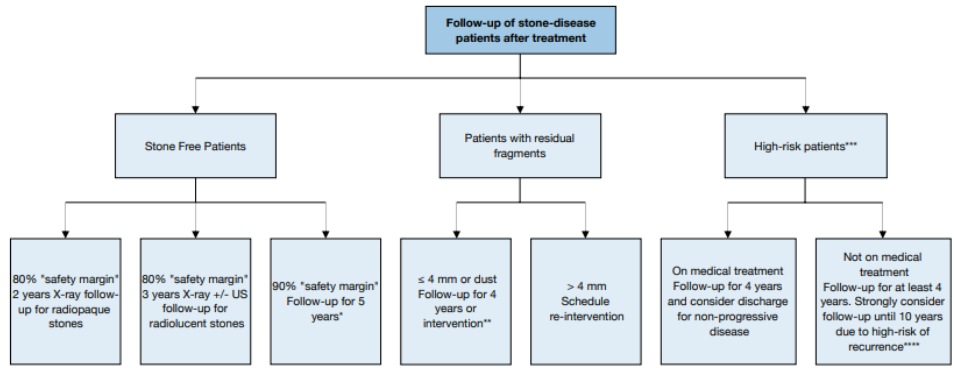 Follow-up of stone-disease
patients after treatment
Stone Free Patients
Patients with residual
fragments
High-risk patients***
80% "safety margin"
2 years X-ray follow-
up for radiopaque
stones
80% "safety margin"
3 years X-ray +/- US
follow-up for
radiolucent stones
90% "safety margin"
Follow-up for 5
years*
≤ 4 mm or dust
Follow-up for 4
years or
intervention**
> 4 mm
Schedule
re-intervention
On medical treatment
Follow-up for 4 years
and consider discharge
for non-progressive
disease
Not on medical
treatment
Follow-up for at least 4
years. Strongly consider
follow-up until 10 years
due to high-risk of
recurrence****